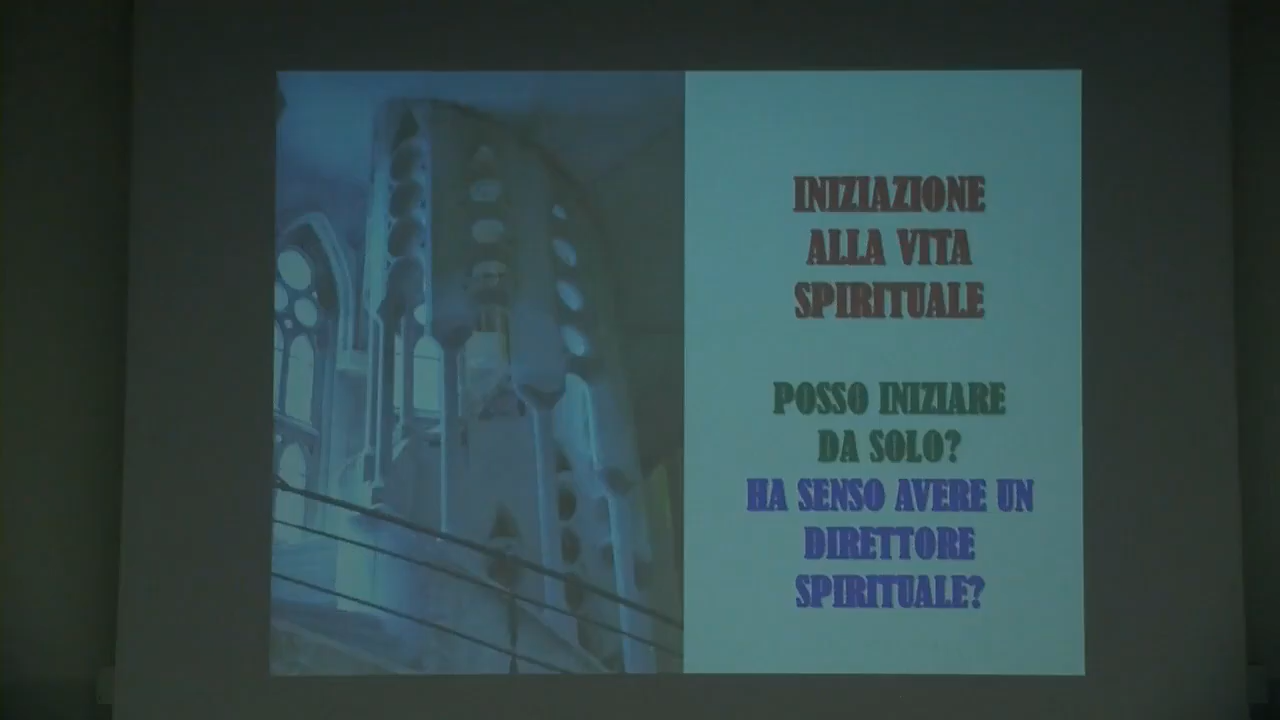 INIZIAZIONE
ALLA VITA
SPIRITUALE
POSSO INIZIARE
DA SOLO?
HA SENSO AVERE UN
DIRETTORE
SPIRITUALE?